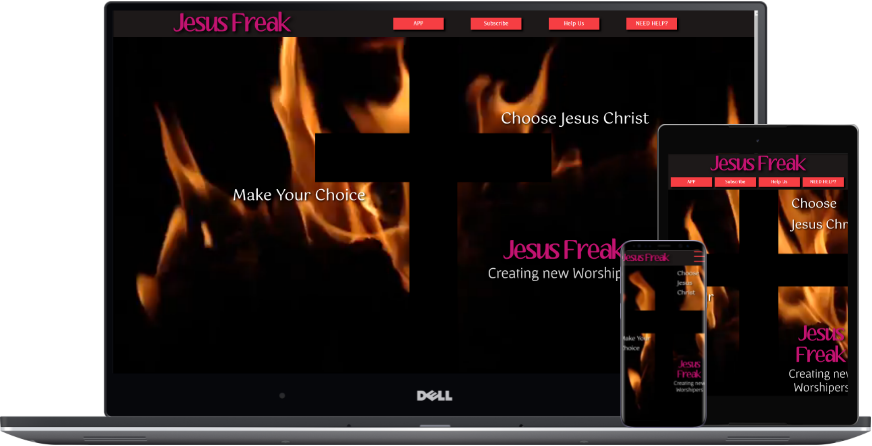 Jesus Freak
APP
Subscribe
Help Us
NEED HELP?
Choose Jesus Christ
Make Your Choice
Jesus Freak
Creating new Worship
DELL
Jesus Freak
APP
Subscribe
Help Us
NEED HELP?
Choose
Jesus Chr
Jesus
Freak
Creating new
Worshipers
Jesus Freak
Choose
Jesus
Christ
Make Your
Choice
Jesus
Freak
Creating new
Worshipers